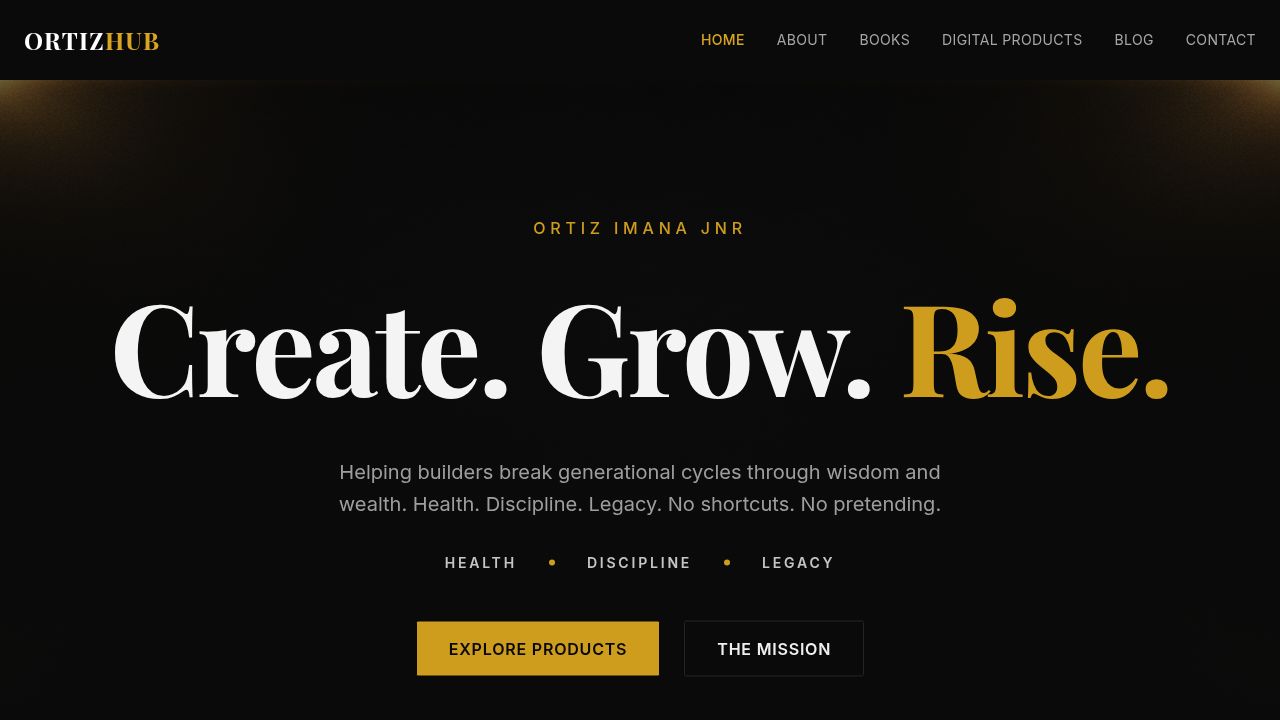 ORTIZHUB
HOME ABOUT BOOKS DIGITAL PRODUCTS BLOG CONTACT
ORTIZ IMANA JNR
Create. Grow. Rise.
Helping builders break generational cycles through wisdom and
wealth. Health. Discipline. Legacy. No shortcuts. No pretending.
HEALTH • DISCIPLINE • LEGACY
EXPLORE PRODUCTS THE MISSION